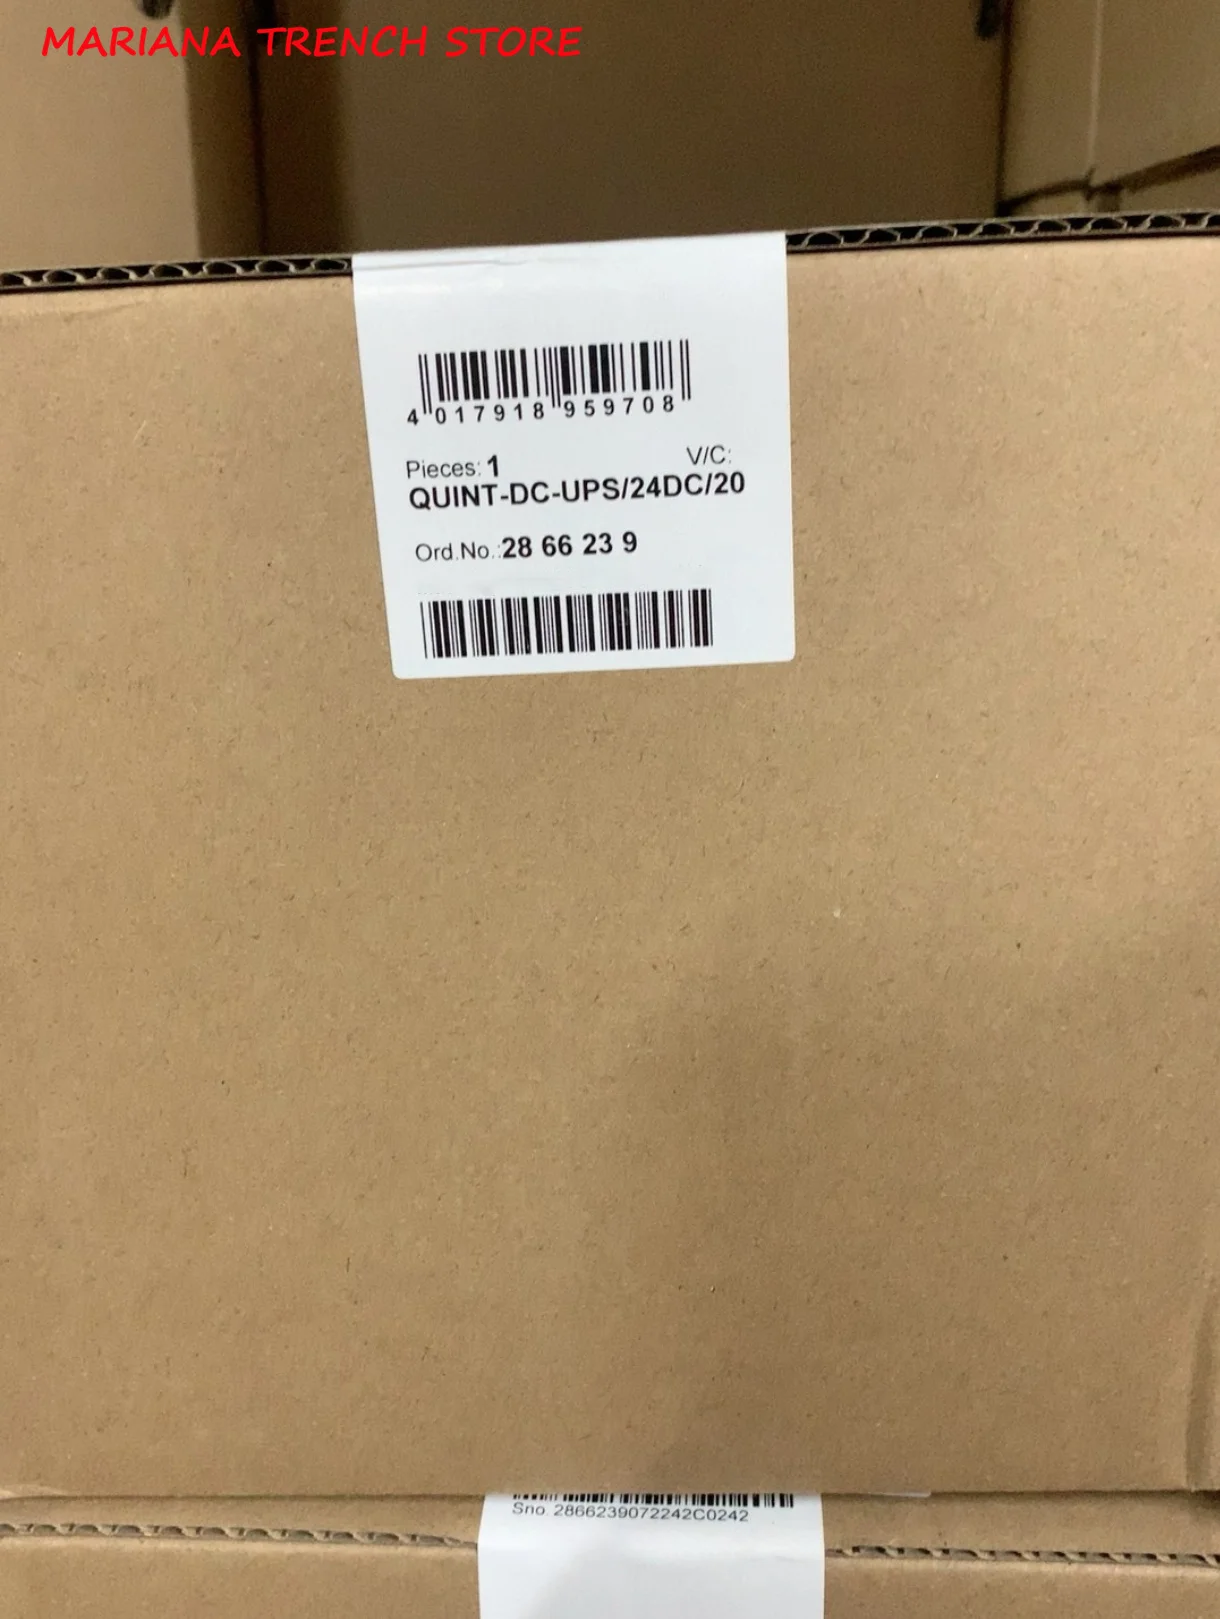 MARIANA TRENCH STORE
4 017918 959708
Pieces: 1 V/C:
QUINT-DC-UPS/24DC/20
Ord.No.:28 66 23 9
Sno. 2866239072242C0242